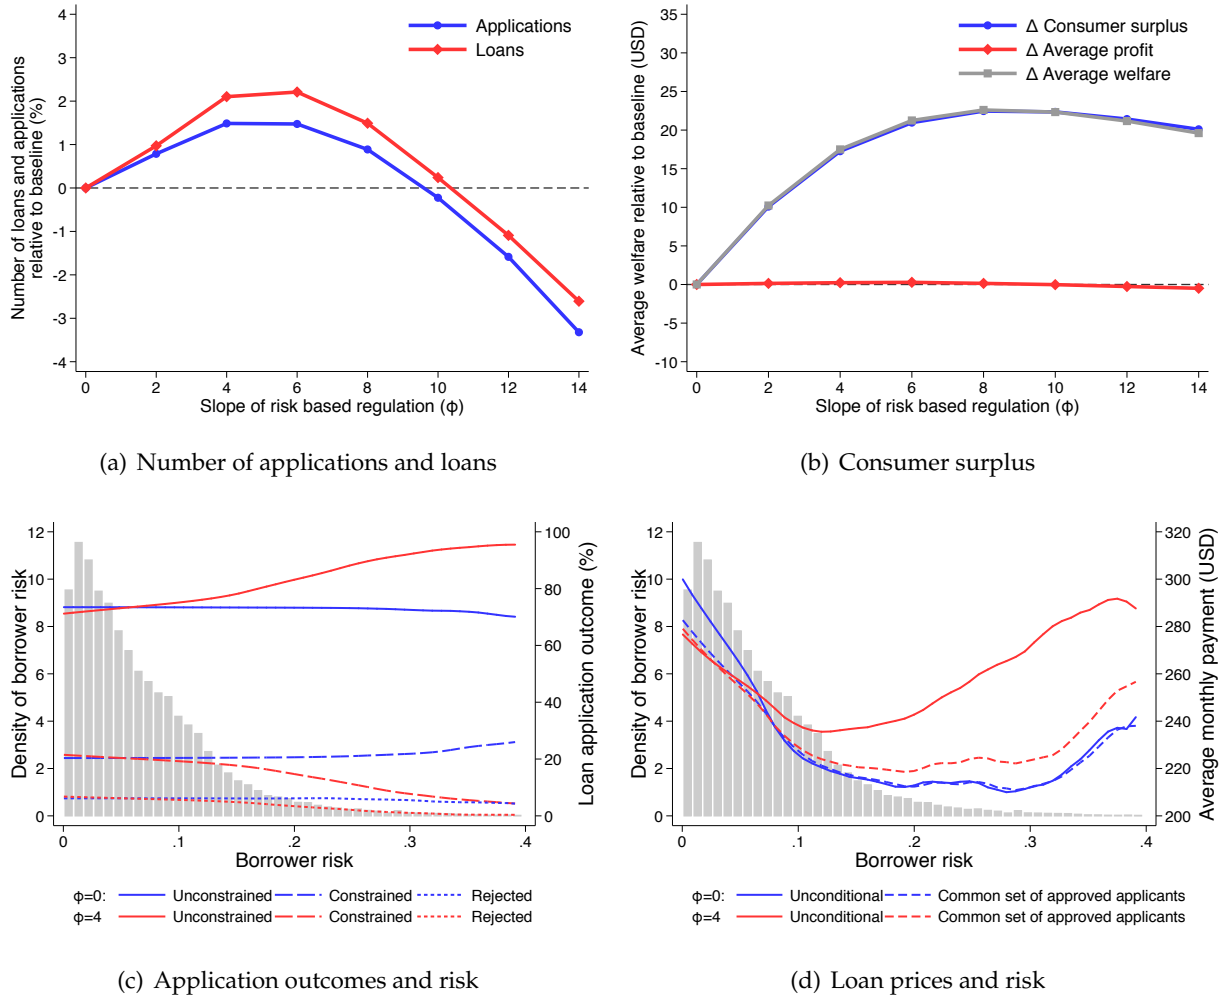 Number of loans and applications
relative to baseline (%)
4
3
2
1
0
-1
-2
-3
-4
Applications
Loans
0 2 4 6 8 10 12 14
Slope of risk based regulation (φ)
(a) Number of applications and loans
Average welfare relative to baseline (USD)
35
30
25
20
15
10
5
0
-5
-10
Δ Consumer surplus
Δ Average profit
Δ Average welfare
0 2 4 6 8 10 12 14
Slope of risk based regulation (φ)
(b) Consumer surplus
Density of borrower risk
12
10
8
6
4
2
0
Loan application outcome (%)
100
80
60
40
20
0
0 .1 .2 .3 .4
Borrower risk
φ=0: Unconstrained Constrained Rejected
φ=4 Unconstrained Constrained Rejected
(c) Application outcomes and risk
Density of borrower risk
12
10
8
6
4
2
0
Average monthly payment (USD)
320
300
280
260
240
220
200
0 .1 .2 .3 .4
Borrower risk
φ=0: Unconditional Common set of approved applicants
φ=4 Unconditional Common set of approved applicants
(d) Loan prices and risk